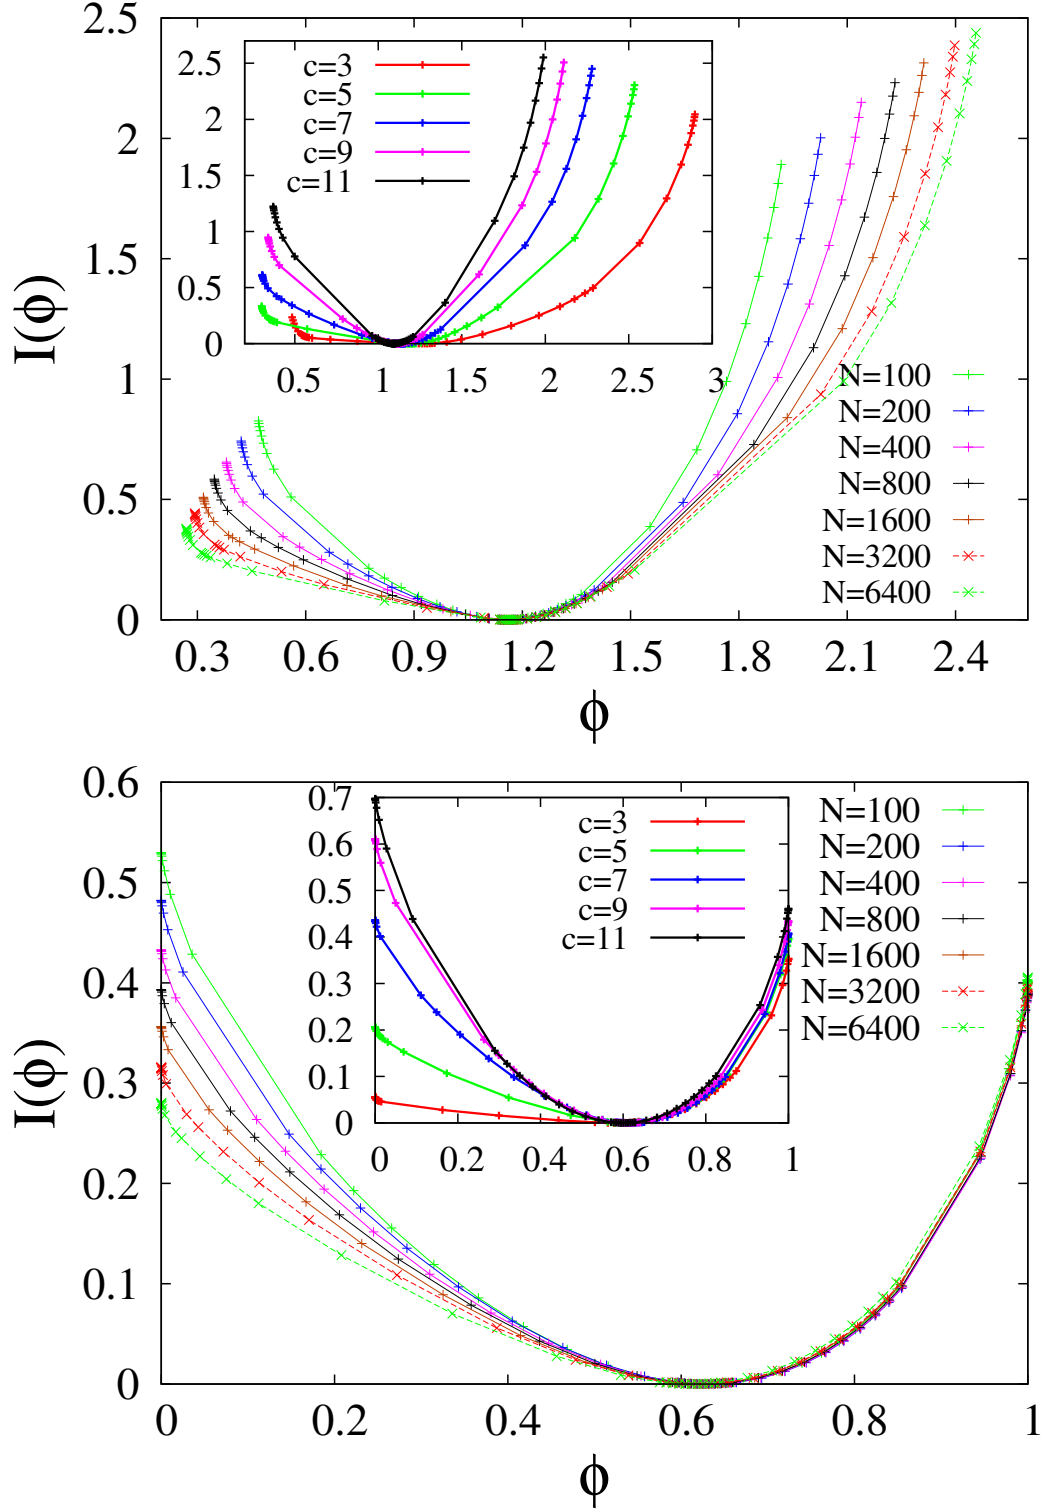 2.5
2
1.5
1
0.5
0
I(ϕ)
2.5
2
1.5
1
0.5
0
c=3
c=5
c=7
c=9
c=11
0.5
1
1.5
2
2.5
3
N=100
N=200
N=400
N=800
N=1600
N=3200
N=6400
0.3
0.6
0.9
1.2
1.5
1.8
2.1
2.4
ϕ
0.6
0.5
0.4
0.3
0.2
0.1
0
I(ϕ)
0.7
0.6
0.5
0.4
0.3
0.2
0.1
0
c=3
c=5
c=7
c=9
c=11
0
0.2
0.4
0.6
0.8
1
N=100
N=200
N=400
N=800
N=1600
N=3200
N=6400
0
0.2
0.4
0.6
0.8
1
ϕ